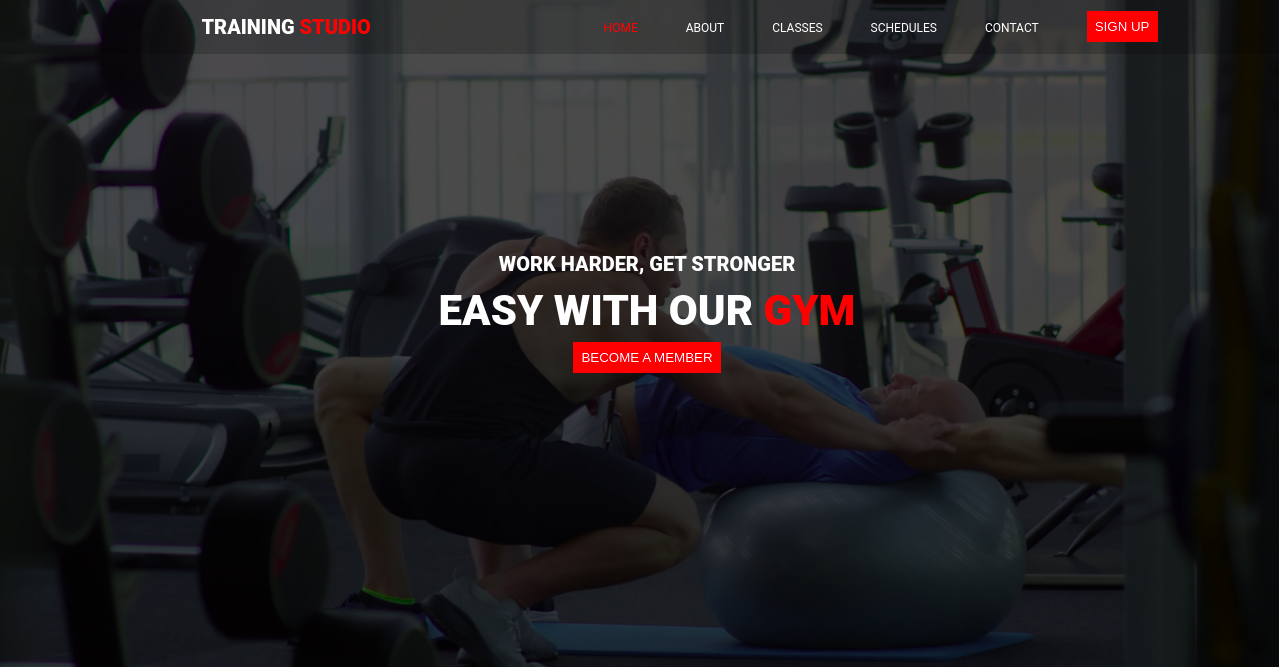 TRAINING STUDIO
HOME ABOUT CLASSES SCHEDULES CONTACT SIGN UP
WORK HARDER, GET STRONGER
EASY WITH OUR GYM
BECOME A MEMBER